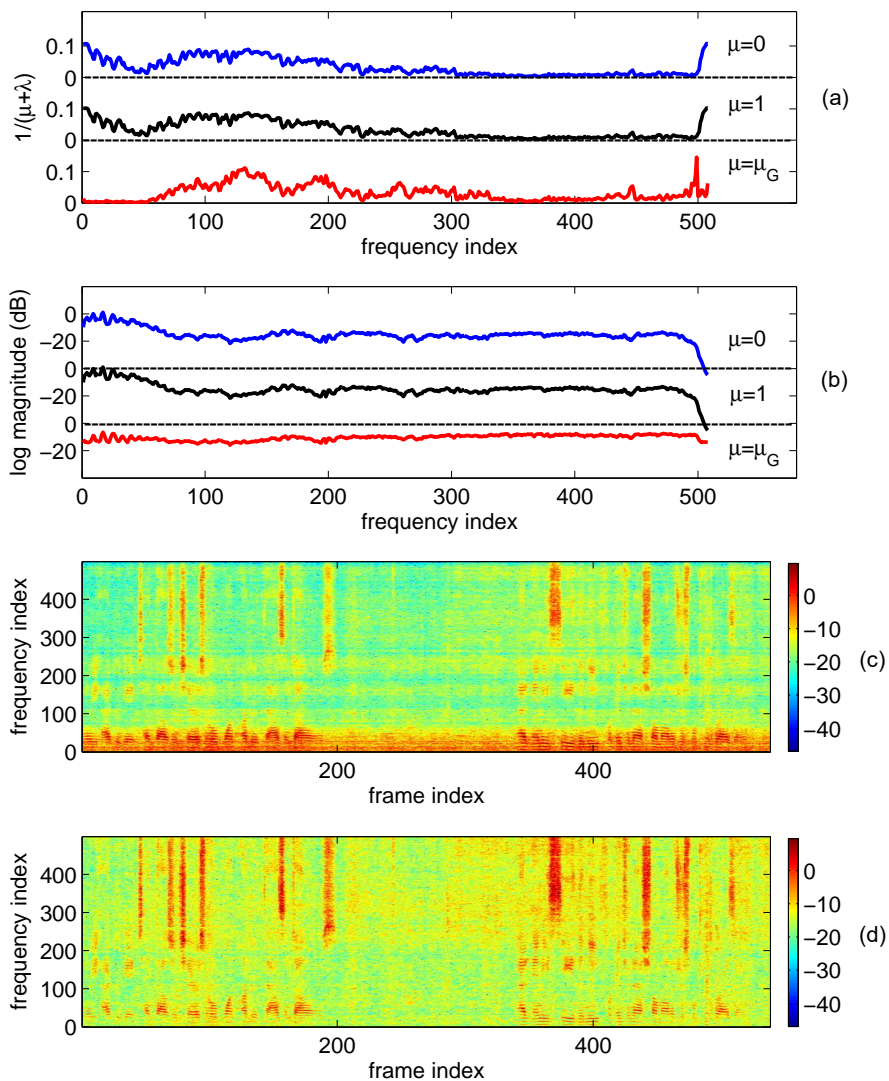 0.1
μ=0
0
0.1
μ=1
0
0.1
μ=μG
0
1/(μ+λ)
(a)
0 100 200 300 400 500
frequency index
0
−20
μ=0
0
−20
μ=1
0
−20
μ=μG
log magnitude (dB)
(b)
0 100 200 300 400 500
frequency index
400
300
200
100
0
frequency index
200 400
frame index
0
−10
−20
−30
−40
(c)
400
300
200
100
0
frequency index
200 400
frame index
0
−10
−20
−30
−40
(d)